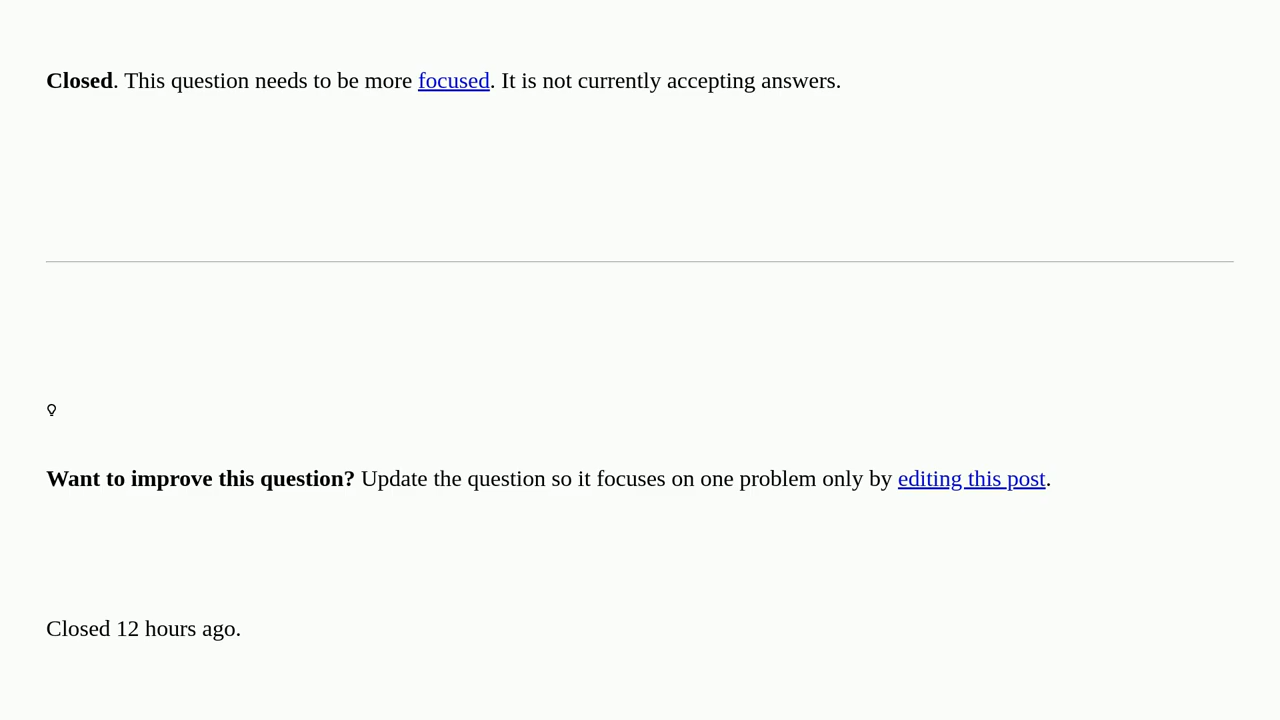 Closed. This question needs to be more focused. It is not currently accepting answers.
Want to improve this question? Update the question so it focuses on one problem only by editing this post.
Closed 12 hours ago.